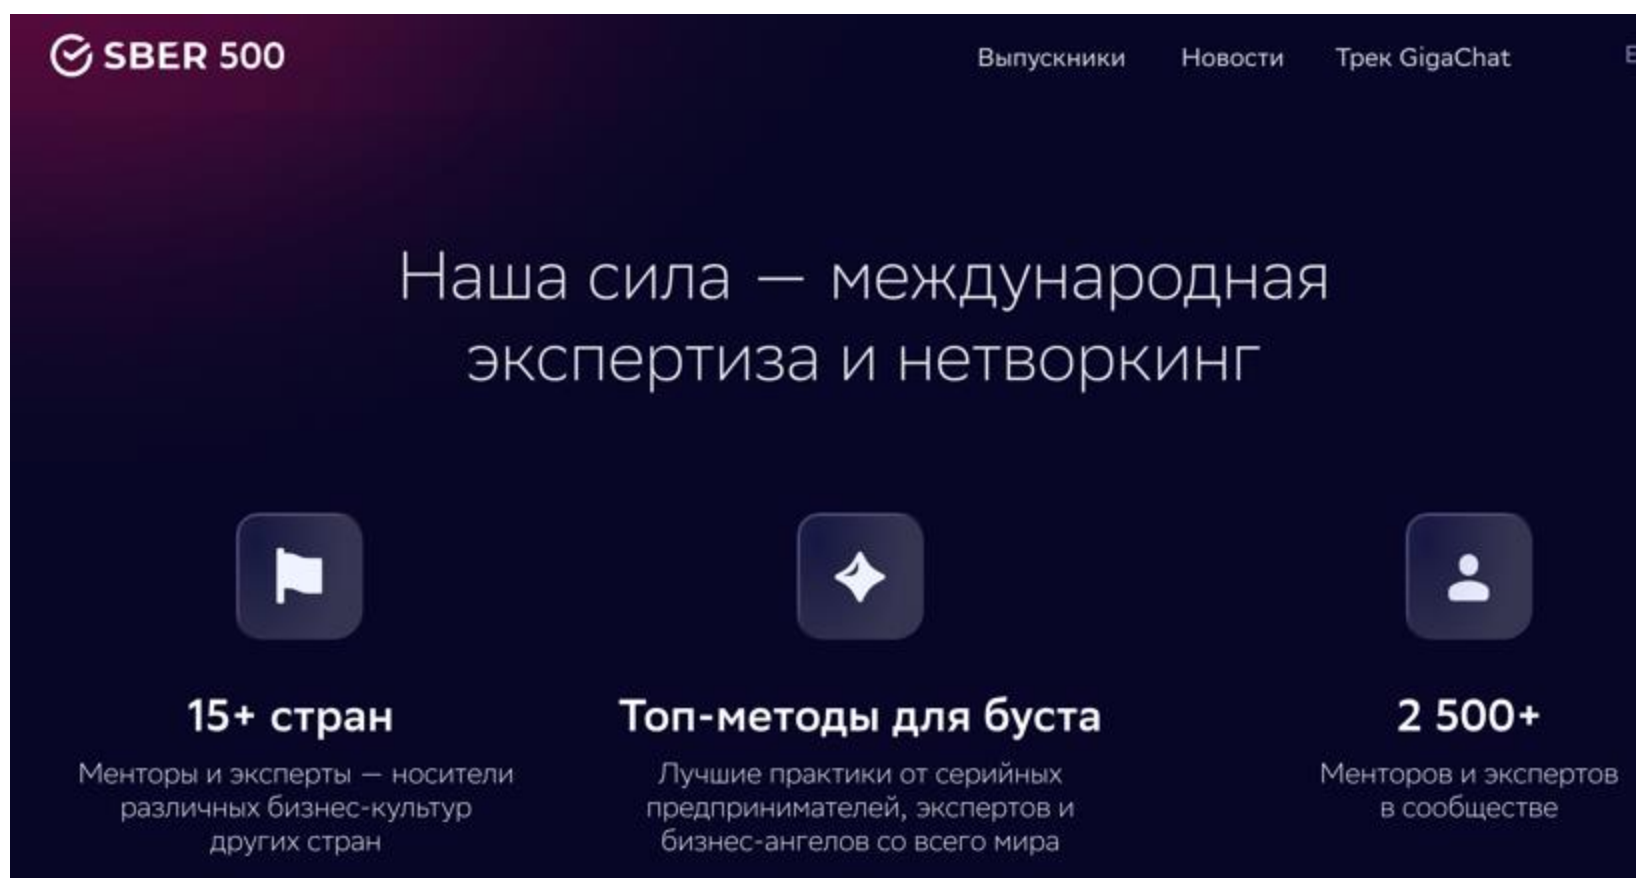 SBER 500
Выпускники
Новости
Трек GigaChat
Наша сила — международная
экспертиза и нетворкинг
15+ стран
Менторы и эксперты — носители
различных бизнес-культур
других стран
Топ-методы для буста
Лучшие практики от серийных
предпринимателей, экспертов и
бизнес-ангелов со всего мира
2 500+
Менторов и экспертов
в сообществе